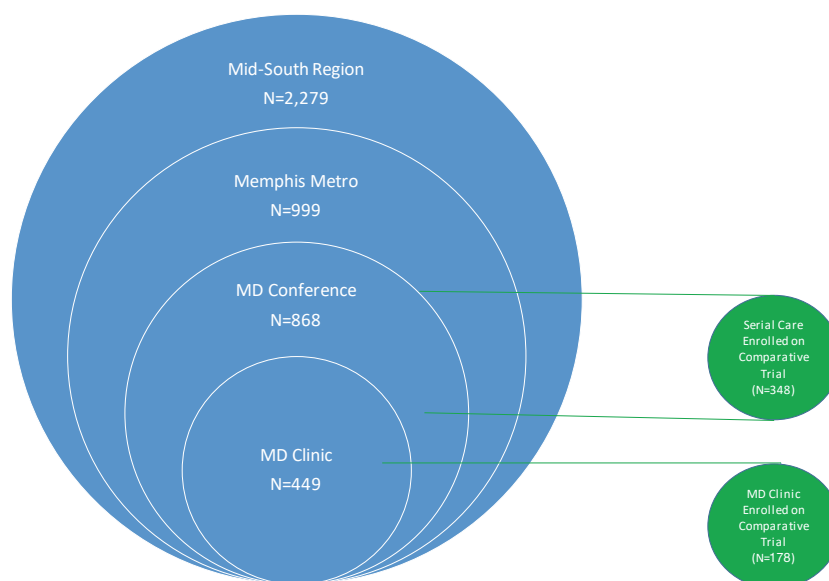 Mid-South Region
N=2,279
Memphis Metro
N=999
MD Conference
N=868
MD Clinic
N=449
Serial Care
Enrolled on
Comparative
Trial
(N=348)
MD Clinic
Enrolled on
Comparative
Trial
(N=178)